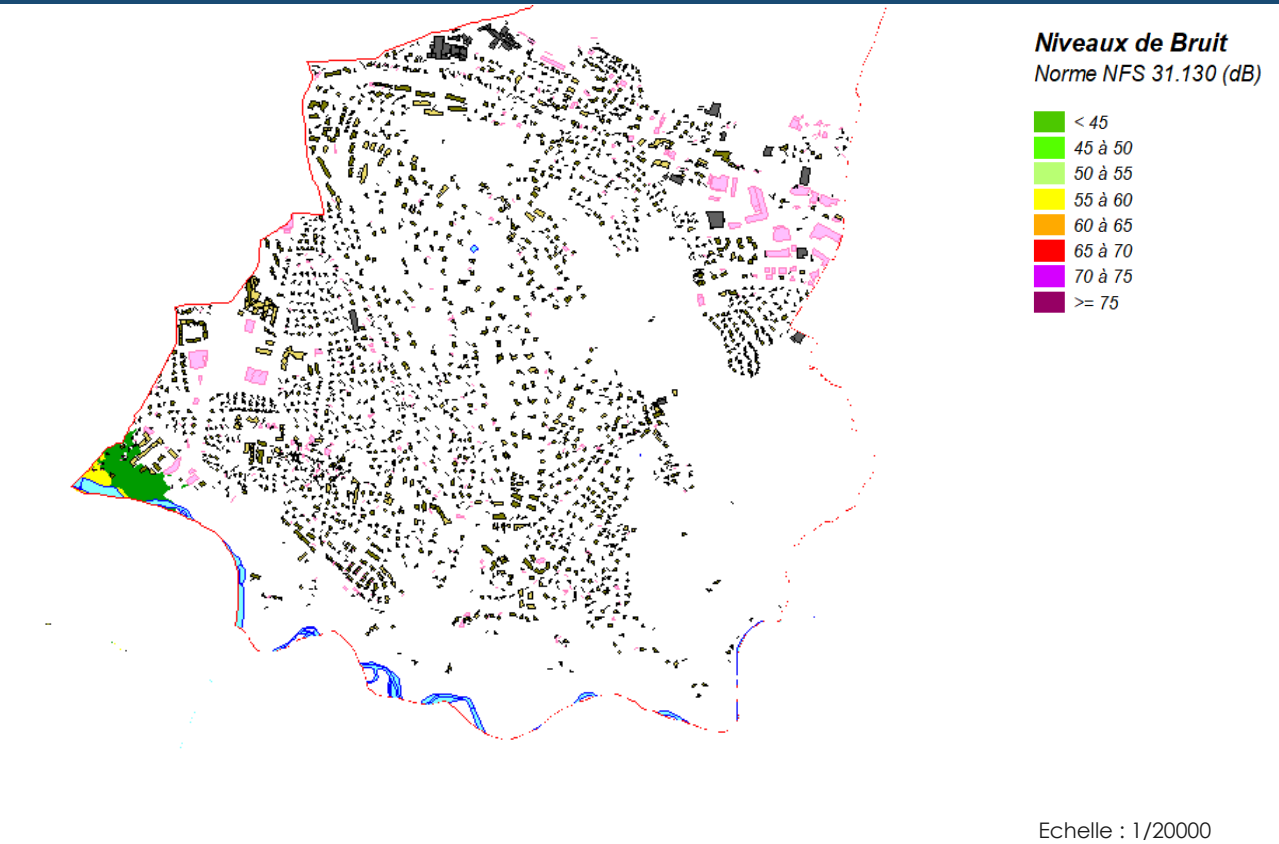 Niveaux de Bruit
Norme NFS 31.130 (dB)
< 45
45 à 50
50 à 55
55 à 60
60 à 65
65 à 70
70 à 75
>= 75
Echelle : 1/20000